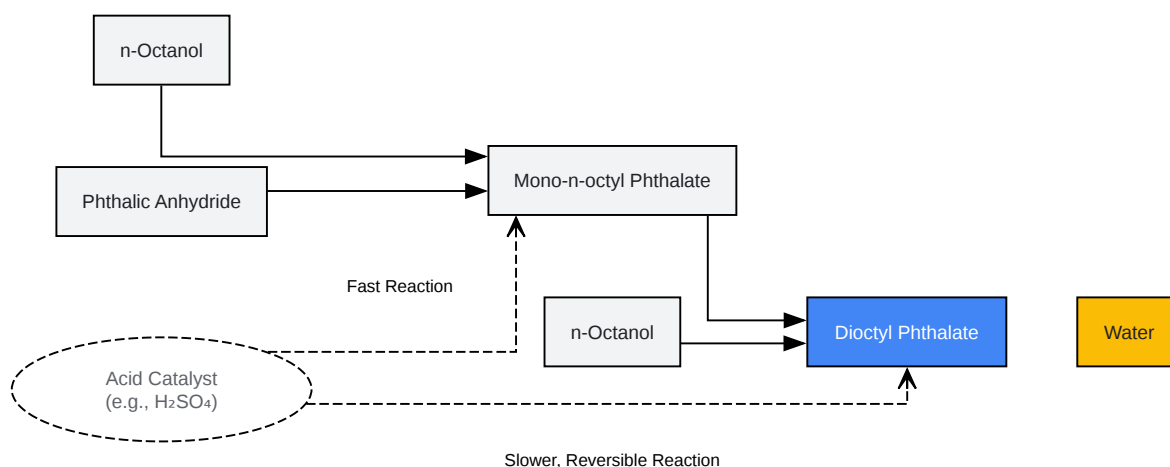 n-Octanol
Phthalic Anhydride
Mono-n-octyl Phthalate
Fast Reaction
n-Octanol
Dioctyl Phthalate
Water
Acid Catalyst
(e.g., H₂SO₄)
Slower, Reversible Reaction